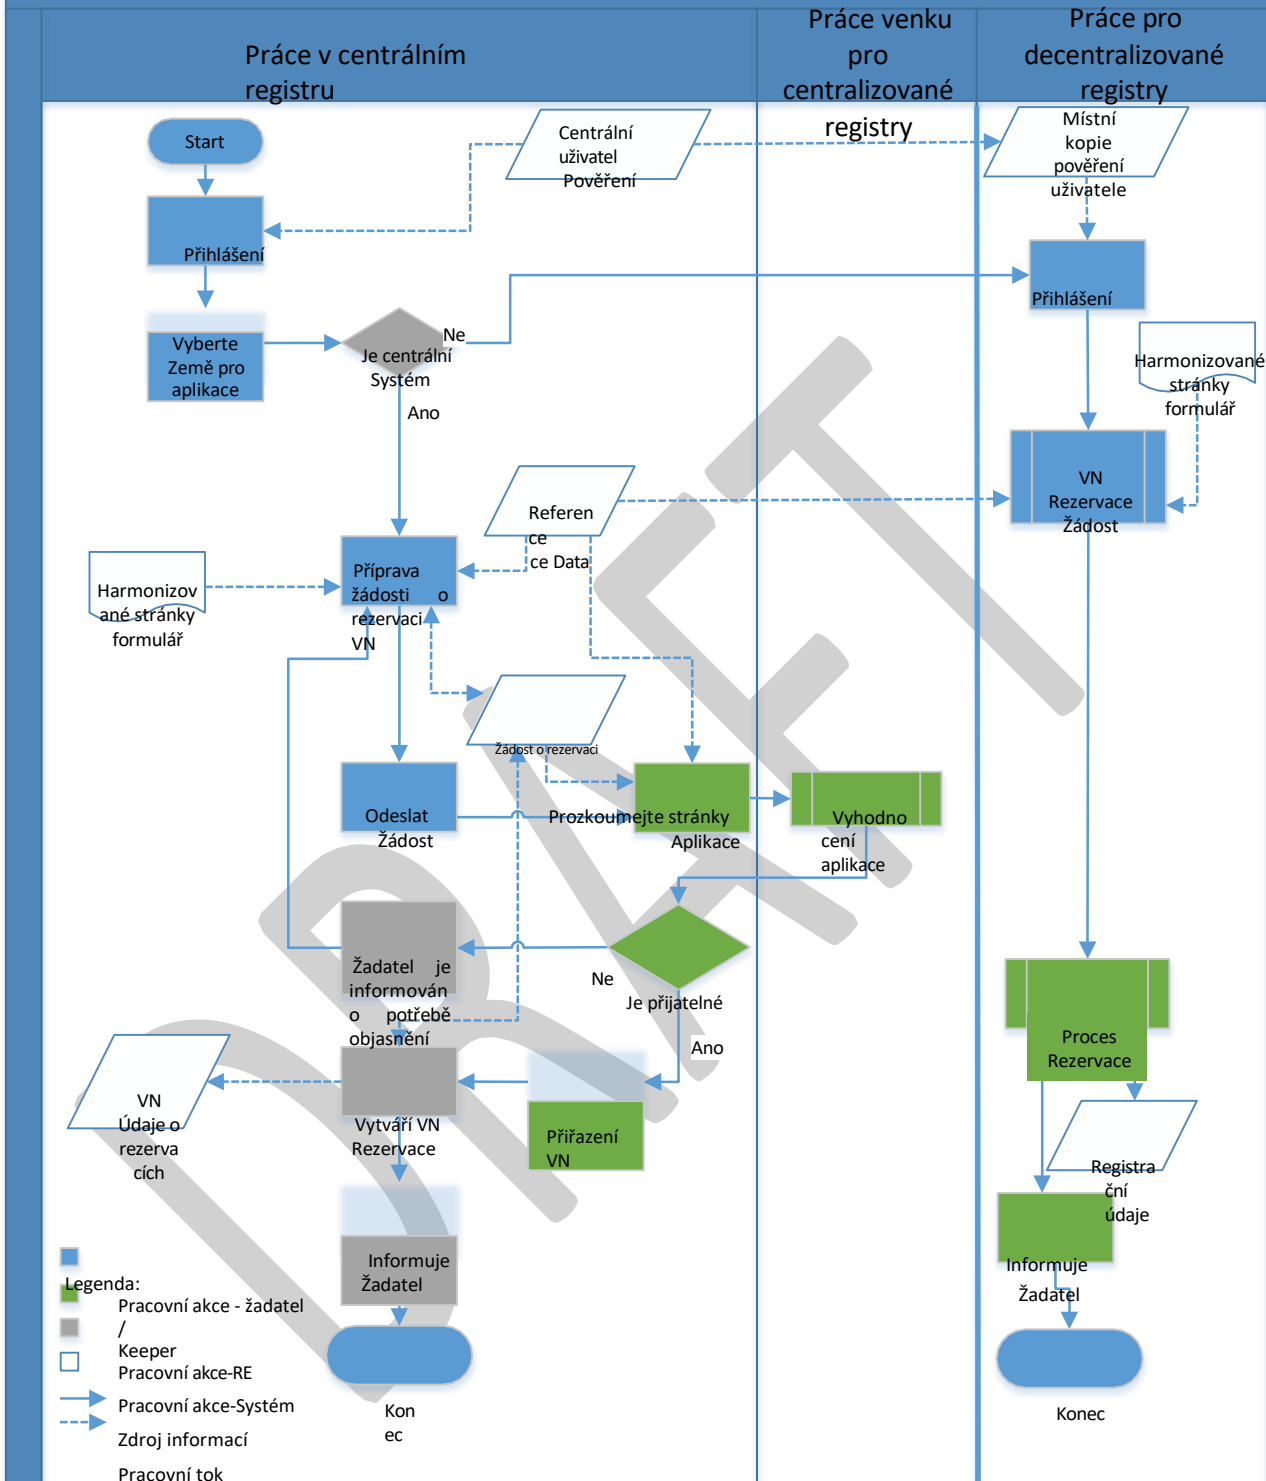 Práce v centrálním
registru
Práce venku
pro
centralizované
registry
Práce pro
decentralizované
registry
Start
Centrální
uživatel
Pověření
Místní
kopie
pověření
uživatele
Přihlášení
Přihlášení
Vyberte
Země pro
aplikace
Je centrální
Systém
Ne
Ano
Harmonizované
stránky
formulář
VN
Rezervace
Žádost
Referen
ce
ce Data
Harmonizov
ané stránky
formulář
Příprava
žádosti o
rezervaci
VN
Žádost o rezervaci
Odeslat
Žádost
Prozkoumejte stránky
Aplikace
Vyhodno
cení
aplikace
Žadatel je
informován
o potřebě
objasnění
Ne
Je přijatelné
Ano
Proces
Rezervace
VN
Údaje o
rezerva
cích
Vytváří VN
Rezervace
Přiřazení
VN
Registra
ční
údaje
Informuje
Žadatel
Informuje
Žadatel
Legenda:
Pracovní akce - žadatel
/
Keeper
Pracovní akce-RE
Pracovní akce-Systém
Zdroj informací
Pracovní tok
Kon
ec
Konec
DRAFT